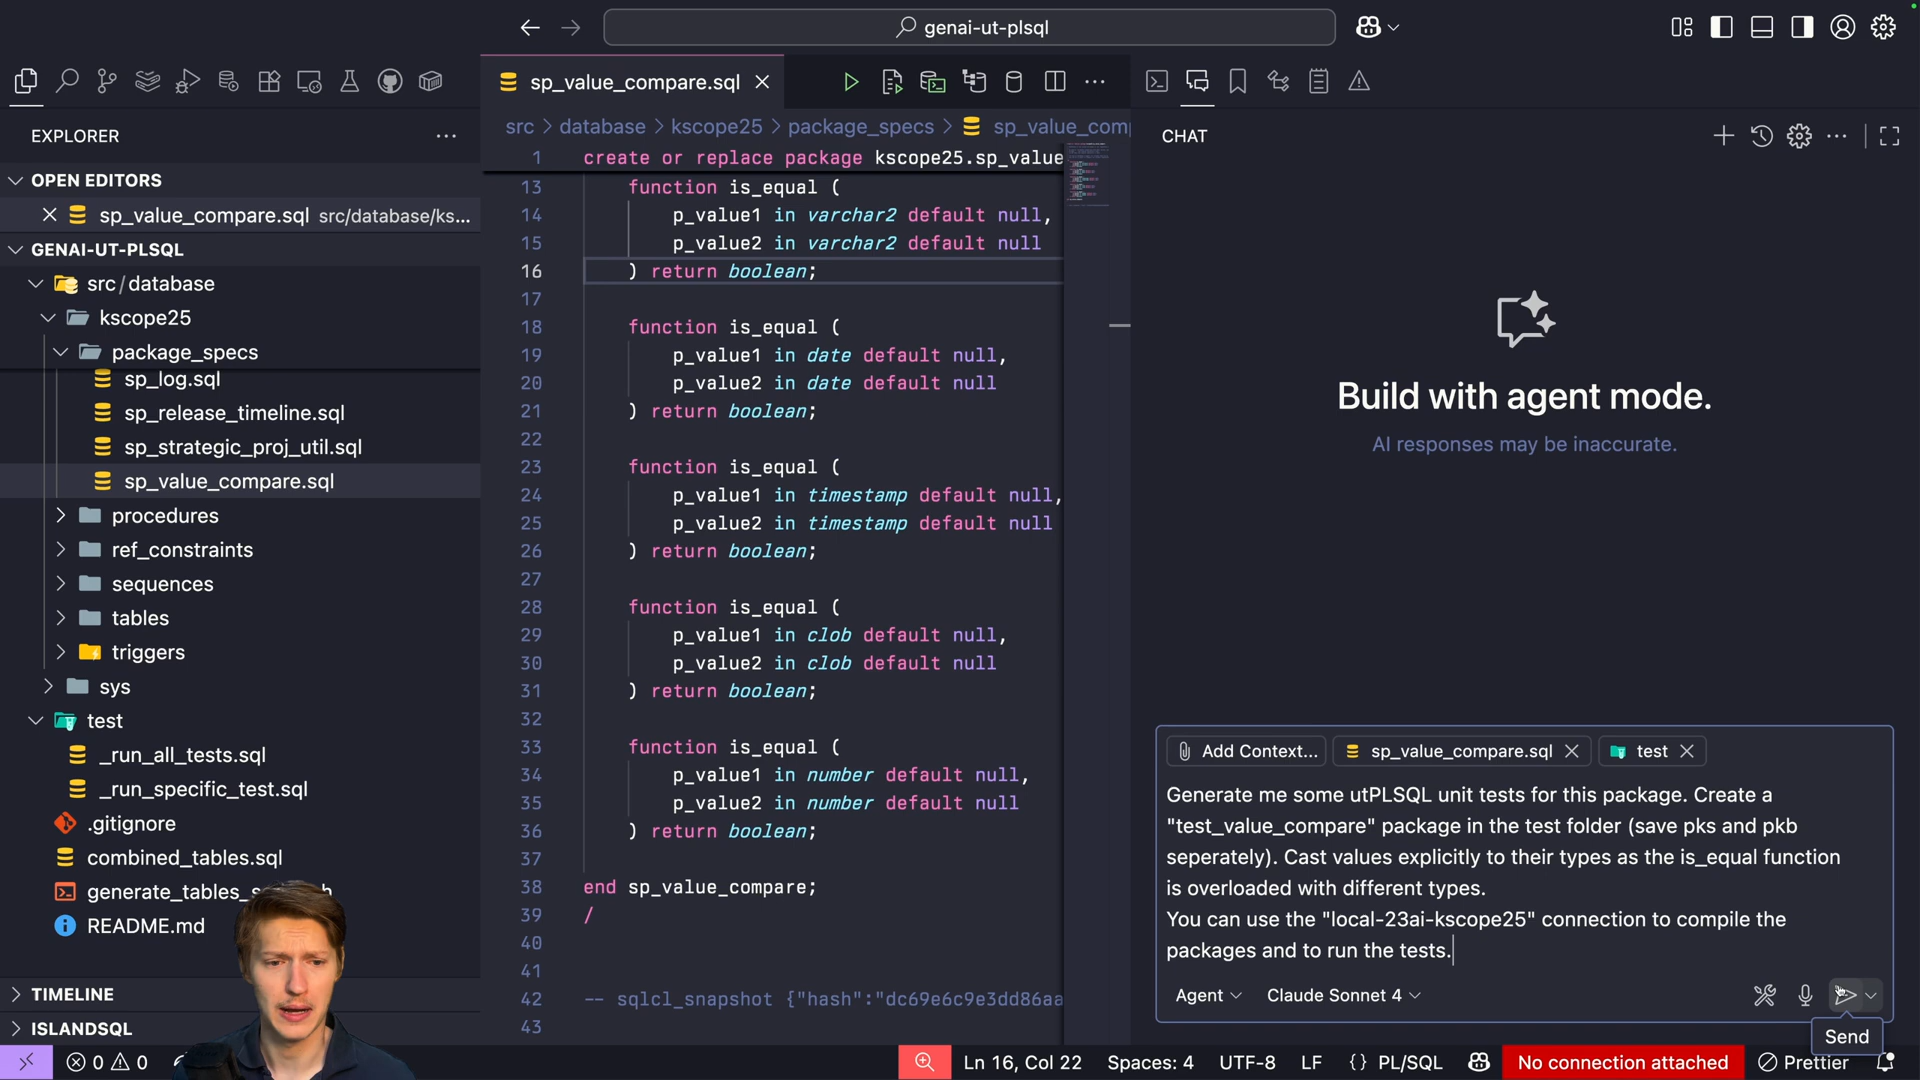 genai-ut-plsql
sp_value_compare.sql
EXPLORER
OPEN EDITORS
sp_value_compare.sql src/database/ks...
GENAI-UT-PLSQL
src/database
kscope25
package_specs
sp_log.sql
sp_release_timeline.sql
sp_strategic_proj_util.sql
sp_value_compare.sql
procedures
ref_constraints
sequences
tables
triggers
sys
test
_run_all_tests.sql
_run_specific_test.sql
.gitignore
combined_tables.sql
generate_tables_
README.md
TIMELINE
ISLANDSQL
src > database > kscope25 > package_specs > sp_value_com
1 create or replace package kscope25.sp_value
13 function is_equal (
14 p_value1 in varchar2 default null,
15 p_value2 in varchar2 default null
16 ) return boolean;
17
18 function is_equal (
19 p_value1 in date default null,
20 p_value2 in date default null
21 ) return boolean;
22
23 function is_equal (
24 p_value1 in timestamp default null,
25 p_value2 in timestamp default null
26 ) return boolean;
27
28 function is_equal (
29 p_value1 in clob default null,
30 p_value2 in clob default null
31 ) return boolean;
32
33 function is_equal (
34 p_value1 in number default null,
35 p_value2 in number default null
36 ) return boolean;
37
38 end sp_value_compare;
39 /
40
41
42 -- sqlcl_snapshot {"hash":"dc69e6c9e3dd86aa
43
CHAT
Build with agent mode.
AI responses may be inaccurate.
Add Context... sp_value_compare.sql test
Generate me some utPLSQL unit tests for this package. Create a
"test_value_compare" package in the test folder (save pks and pkb
seperately). Cast values explicitly to their types as the is_equal function
is overloaded with different types.
You can use the "local-23ai-kscope25" connection to compile the
packages and to run the tests.
Agent Claude Sonnet 4
Send
0 0 Ln 16, Col 22 Spaces: 4 UTF-8 LF {} PL/SQL No connection attached Prettier